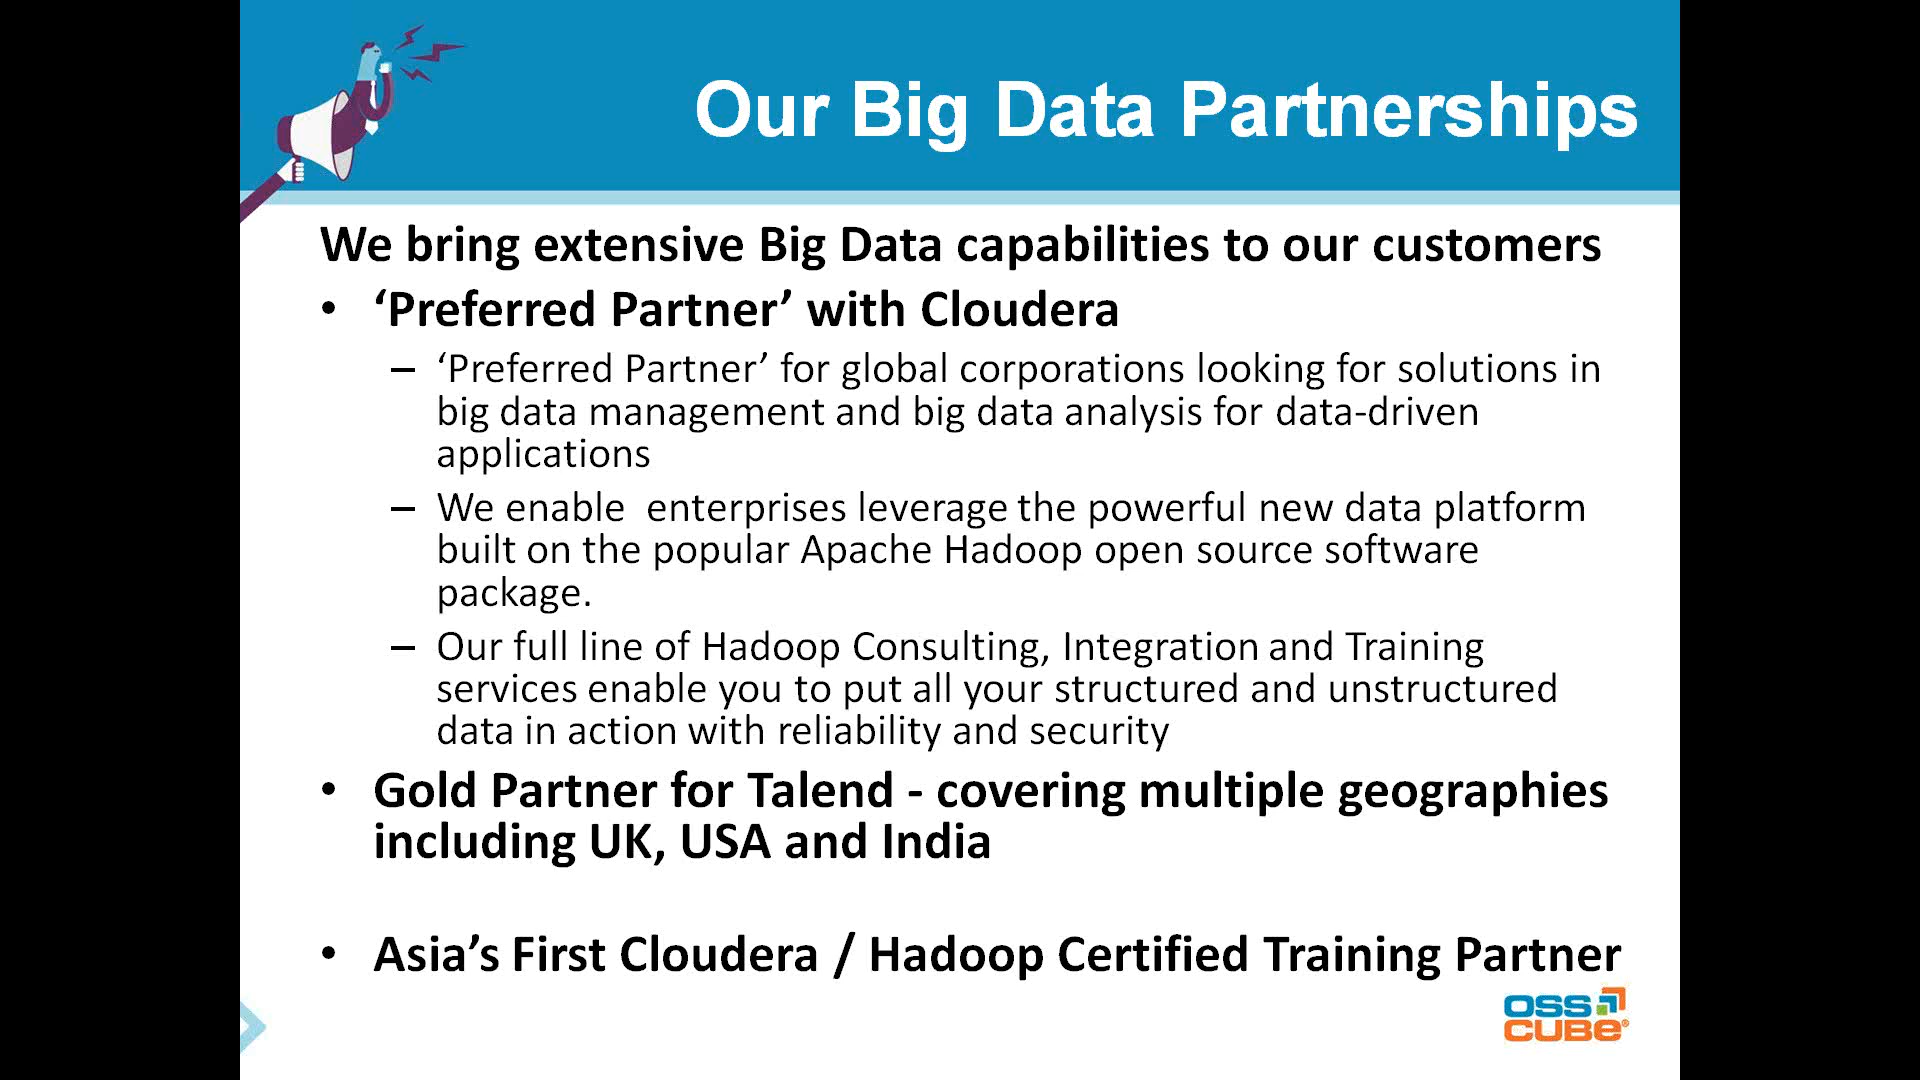 Our Big Data Partnerships
We bring extensive Big Data capabilities to our customers
• ‘Preferred Partner’ with Cloudera
– ‘Preferred Partner’ for global corporations looking for solutions in
big data management and big data analysis for data-driven
applications
– We enable  enterprises leverage the powerful new data platform
built on the popular Apache Hadoop open source software
package.
– Our full line of Hadoop Consulting, Integration and Training
services enable you to put all your structured and unstructured
data in action with reliability and security
• Gold Partner for Talend - covering multiple geographies
including UK, USA and India
• Asia’s First Cloudera / Hadoop Certified Training Partner
OSS
CUBE®